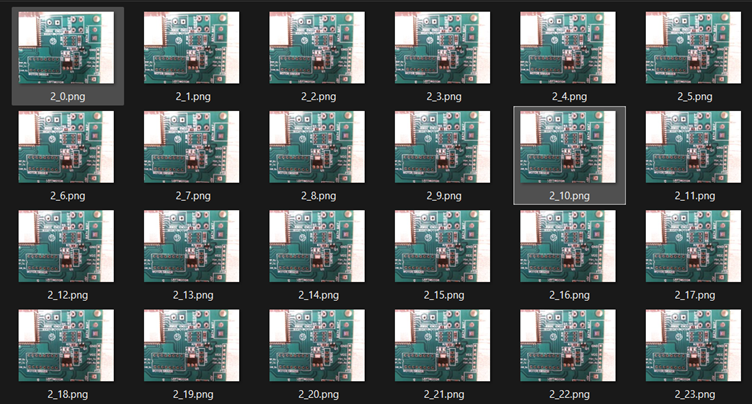 2_0.png 2_1.png 2_2.png 2_3.png 2_4.png 2_5.png
2_6.png 2_7.png 2_8.png 2_9.png 2_10.png 2_11.png
2_12.png 2_13.png 2_14.png 2_15.png 2_16.png 2_17.png
2_18.png 2_19.png 2_20.png 2_21.png 2_22.png 2_23.png